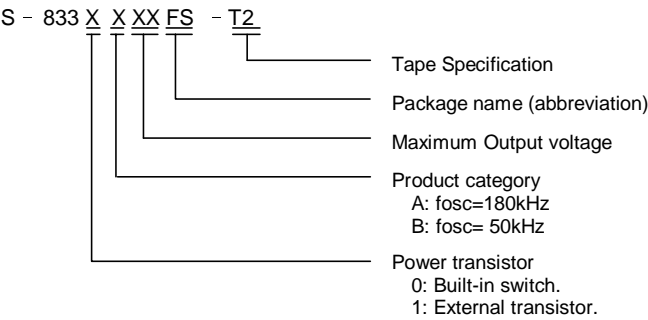 S - 833 X X XX FS - T2
Tape Specification
Package name (abbreviation)
Maximum Output voltage
Product category
A: fosc=180kHz
B: fosc= 50kHz
Power transistor
0: Built-in switch.
1: External transistor.